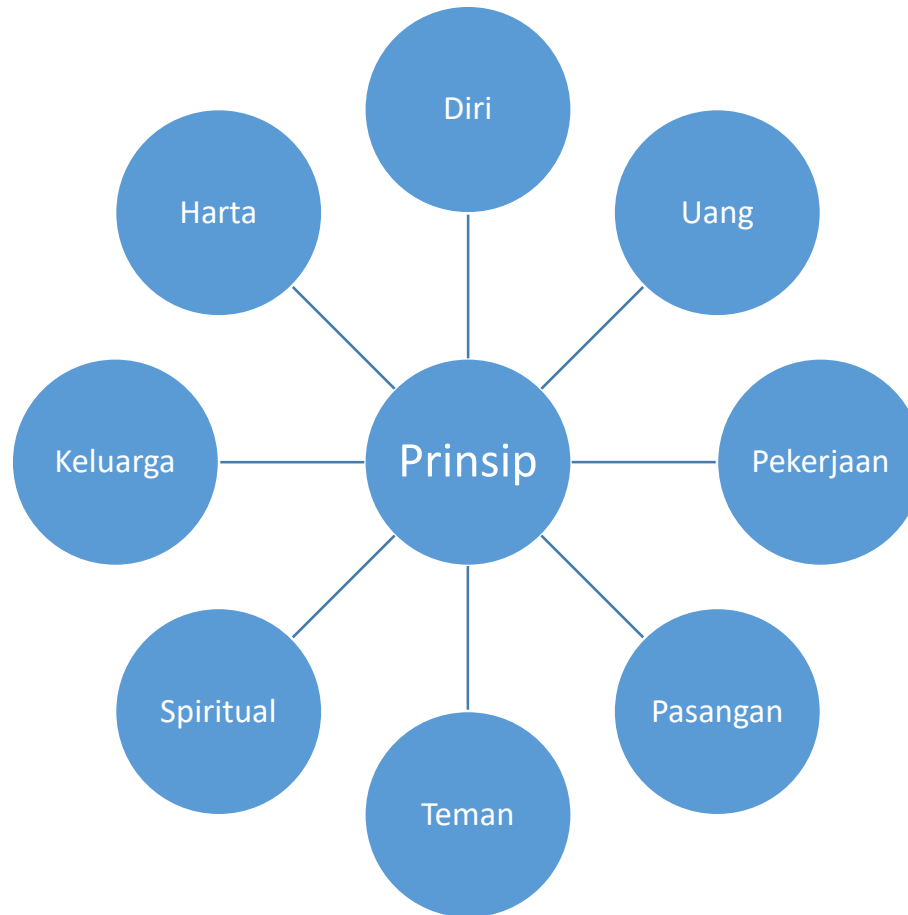 Diri
Harta
Uang
Keluarga
Prinsip
Pekerjaan
Spiritual
Pasangan
Teman